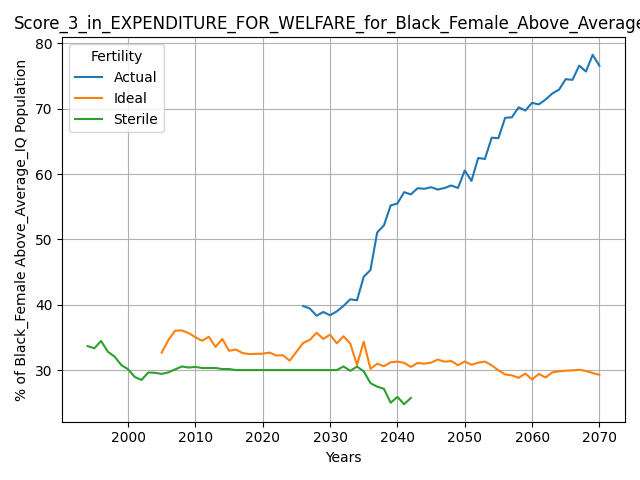 Score_3_in_EXPENDITURE_FOR_WELFARE_for_Black_Female_Above_Average
Fertility
Actual
Ideal
Sterile
% of Black_Female Above_Average_IQ Population
80
70
60
50
40
30
2000
2010
2020
2030
2040
2050
2060
2070
Years